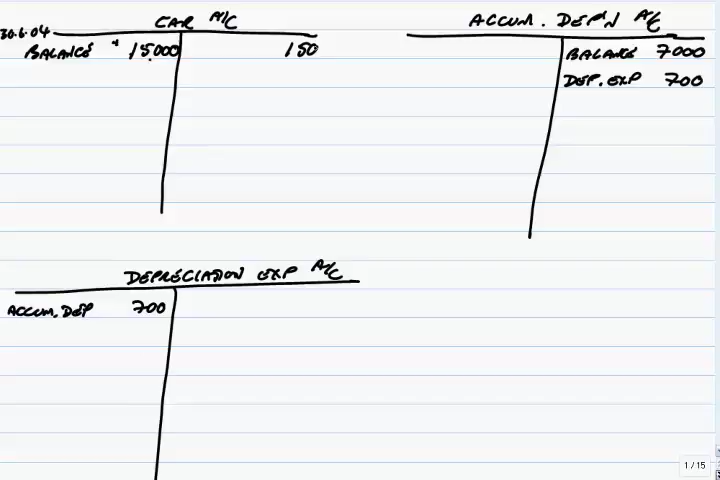 CAR A/C
30.6.04
BALANCE 15000 150
ACCUM. DEP'N A/C
BALANCE 7000
DEP. EXP 700
DEPRECIATION EXP A/C
ACCUM. DEP 700
1 / 15